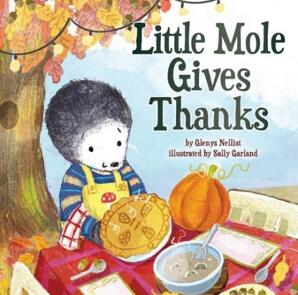 Little Mole
Gives
Thanks
by Glenys Nellist
illustrated by Sally Garland